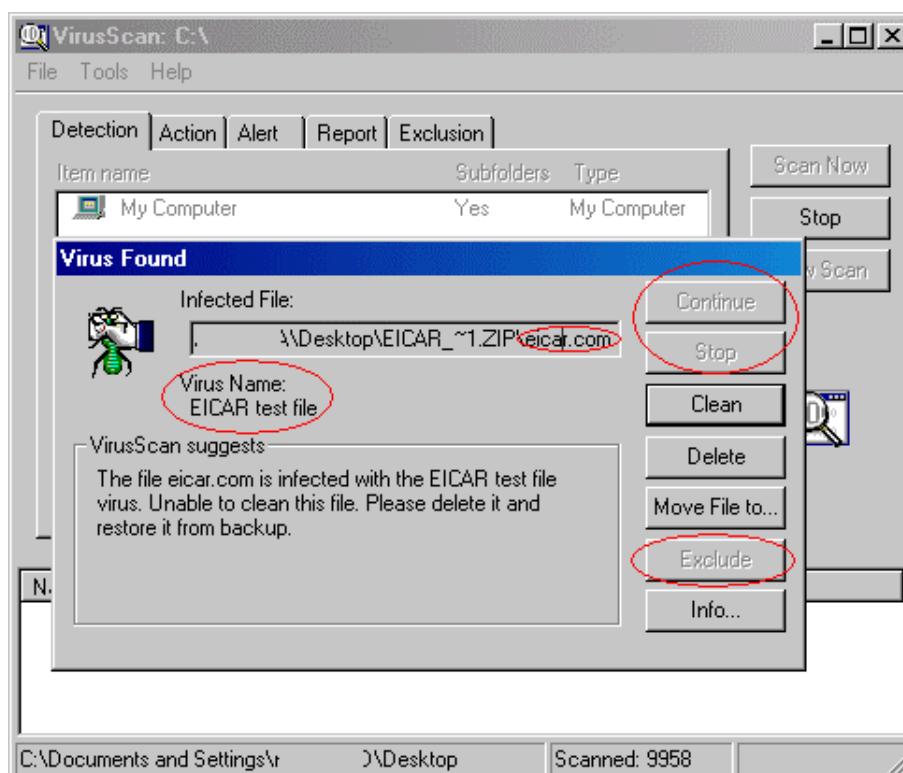 VirusScan: C:\
File Tools Help
Detection Action Alert Report Exclusion
Item name Subfolders Type
My Computer Yes My Computer
Scan Now
Stop
Scan
Virus Found
Infected File:
. \\Desktop\EICAR_~1.ZIP\eicar.com
Virus Name:
EICAR test file
VirusScan suggests
The file eicar.com is infected with the EICAR test file
virus. Unable to clean this file. Please delete it and
restore it from backup.
Continue
Stop
Clean
Delete
Move File to...
Exclude
Info...
C:\Documents and Settings\r )\Desktop Scanned: 9958